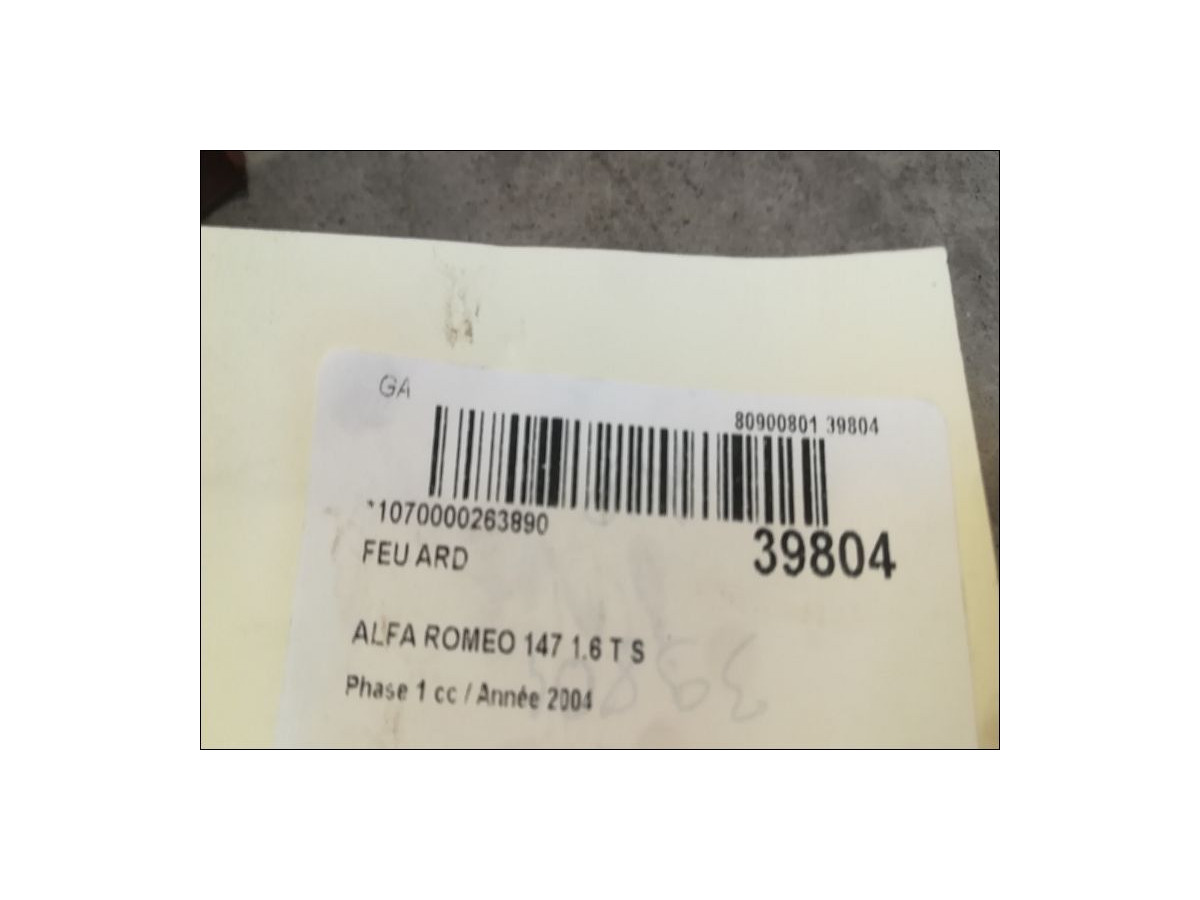 GA
80900801 39804
*1070000263890
39804
FEU ARD
ALFA ROMEO 147 1.6 T S
Phase 1 cc / Année 2004